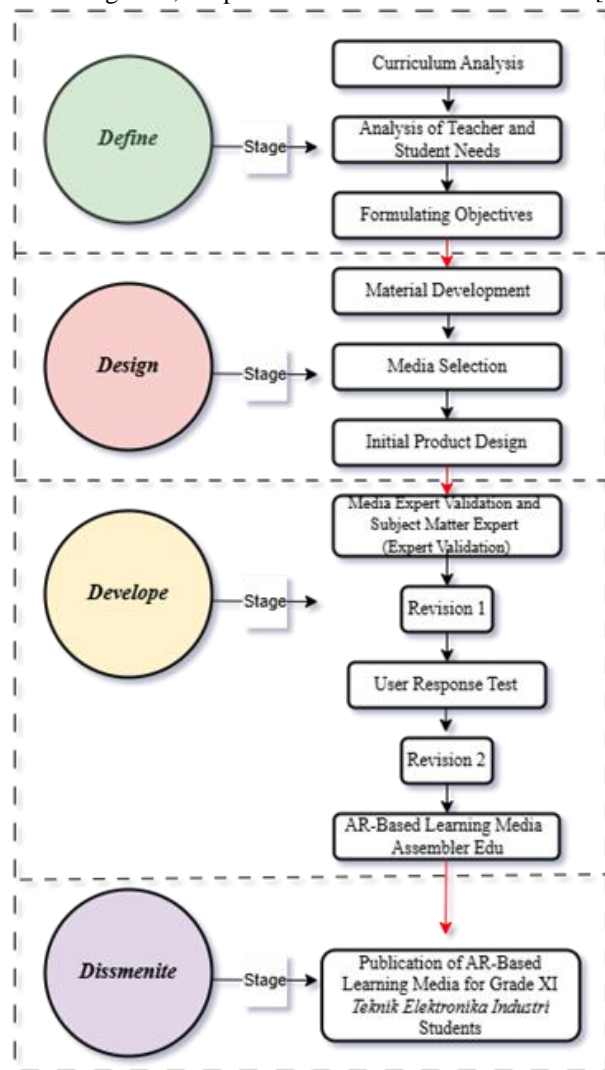 Curriculum Analysis
Define
Stage
Analysis of Teacher and
Student Needs
Formulating Objectives
Material Development
Design
Stage
Media Selection
Initial Product Design
Media Expert Validation and
Subject Matter Expert
(Expert Validation)
Develope
Stage
Revision 1
User Response Test
Revision 2
AR-Based Learning Media
Assembler Edu
Dissmenite
Stage
Publication of AR-Based
Learning Media for Grade XI
Teknik Elektronika Industri
Students